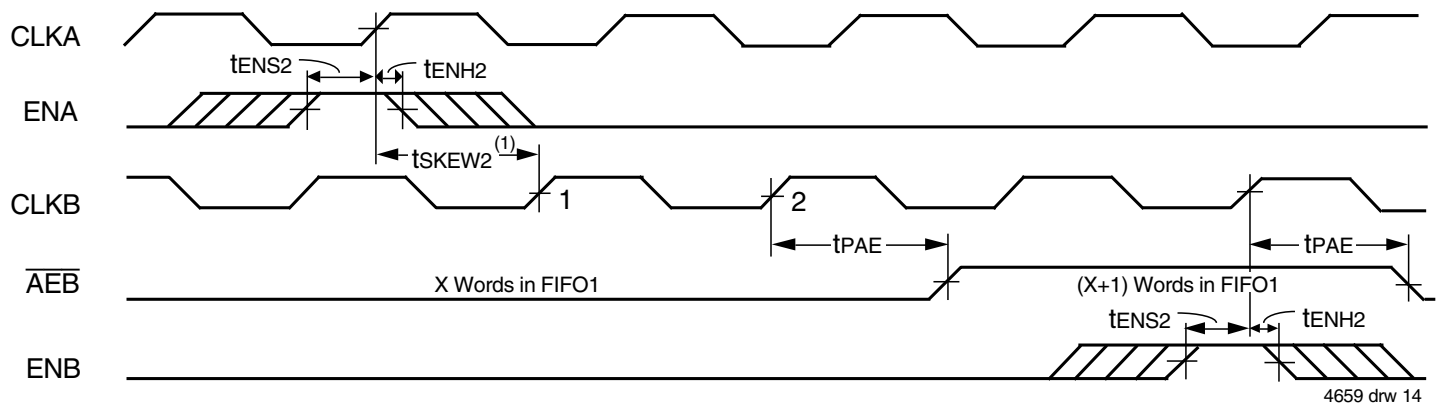 CLKA
tENS2 tENH2
ENA
tSKEW2 (1)
CLKB 1 2
tPAE tPAE
AEB X Words in FIFO1 (X+1) Words in FIFO1
tENS2 tENH2
ENB
4659 drw 14